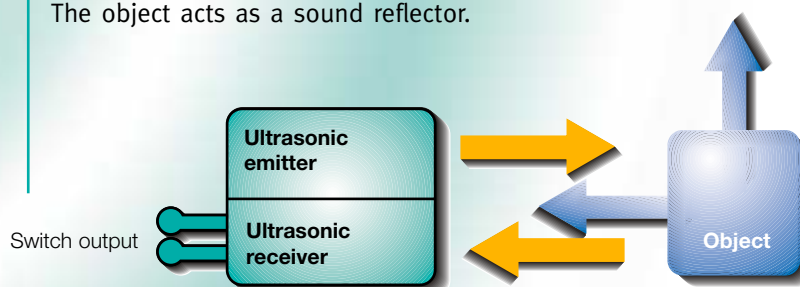 The object acts as a sound reflector.
Ultrasonic
emitter
Switch output
Ultrasonic
receiver
Object